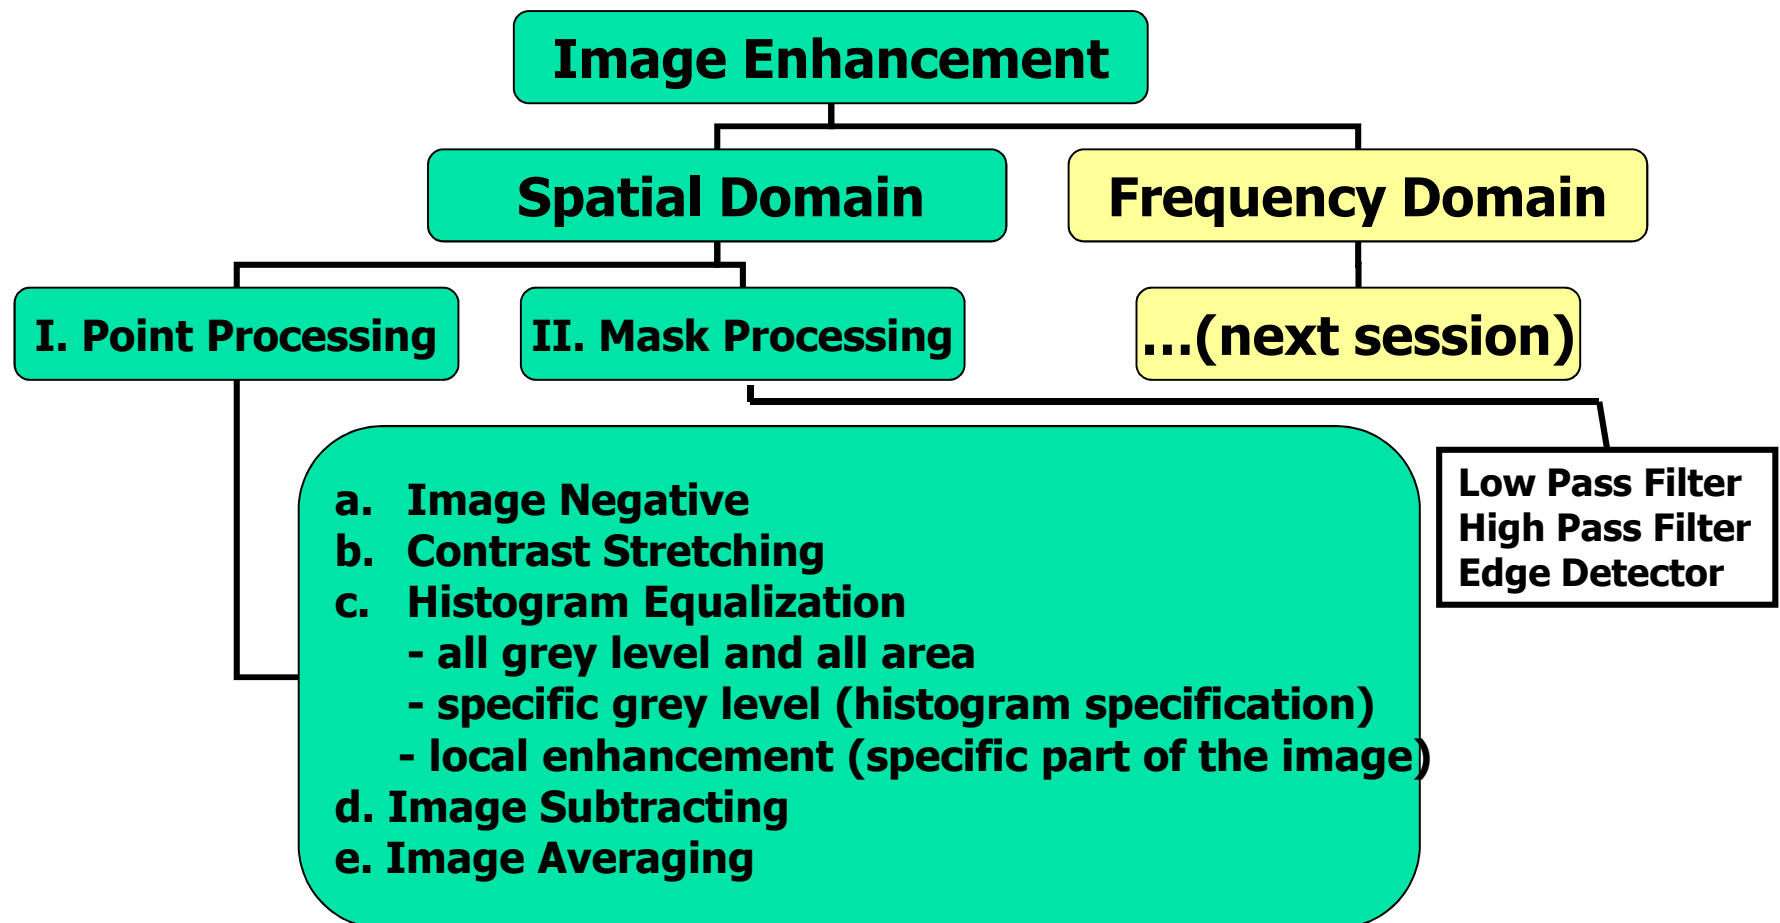 Image Enhancement
Spatial Domain
Frequency Domain
I. Point Processing
II. Mask Processing
...(next session)
a. Image Negative
b. Contrast Stretching
c. Histogram Equalization
- all grey level and all area
- specific grey level (histogram specification)
- local enhancement (specific part of the image)
d. Image Subtracting
e. Image Averaging
Low Pass Filter
High Pass Filter
Edge Detector